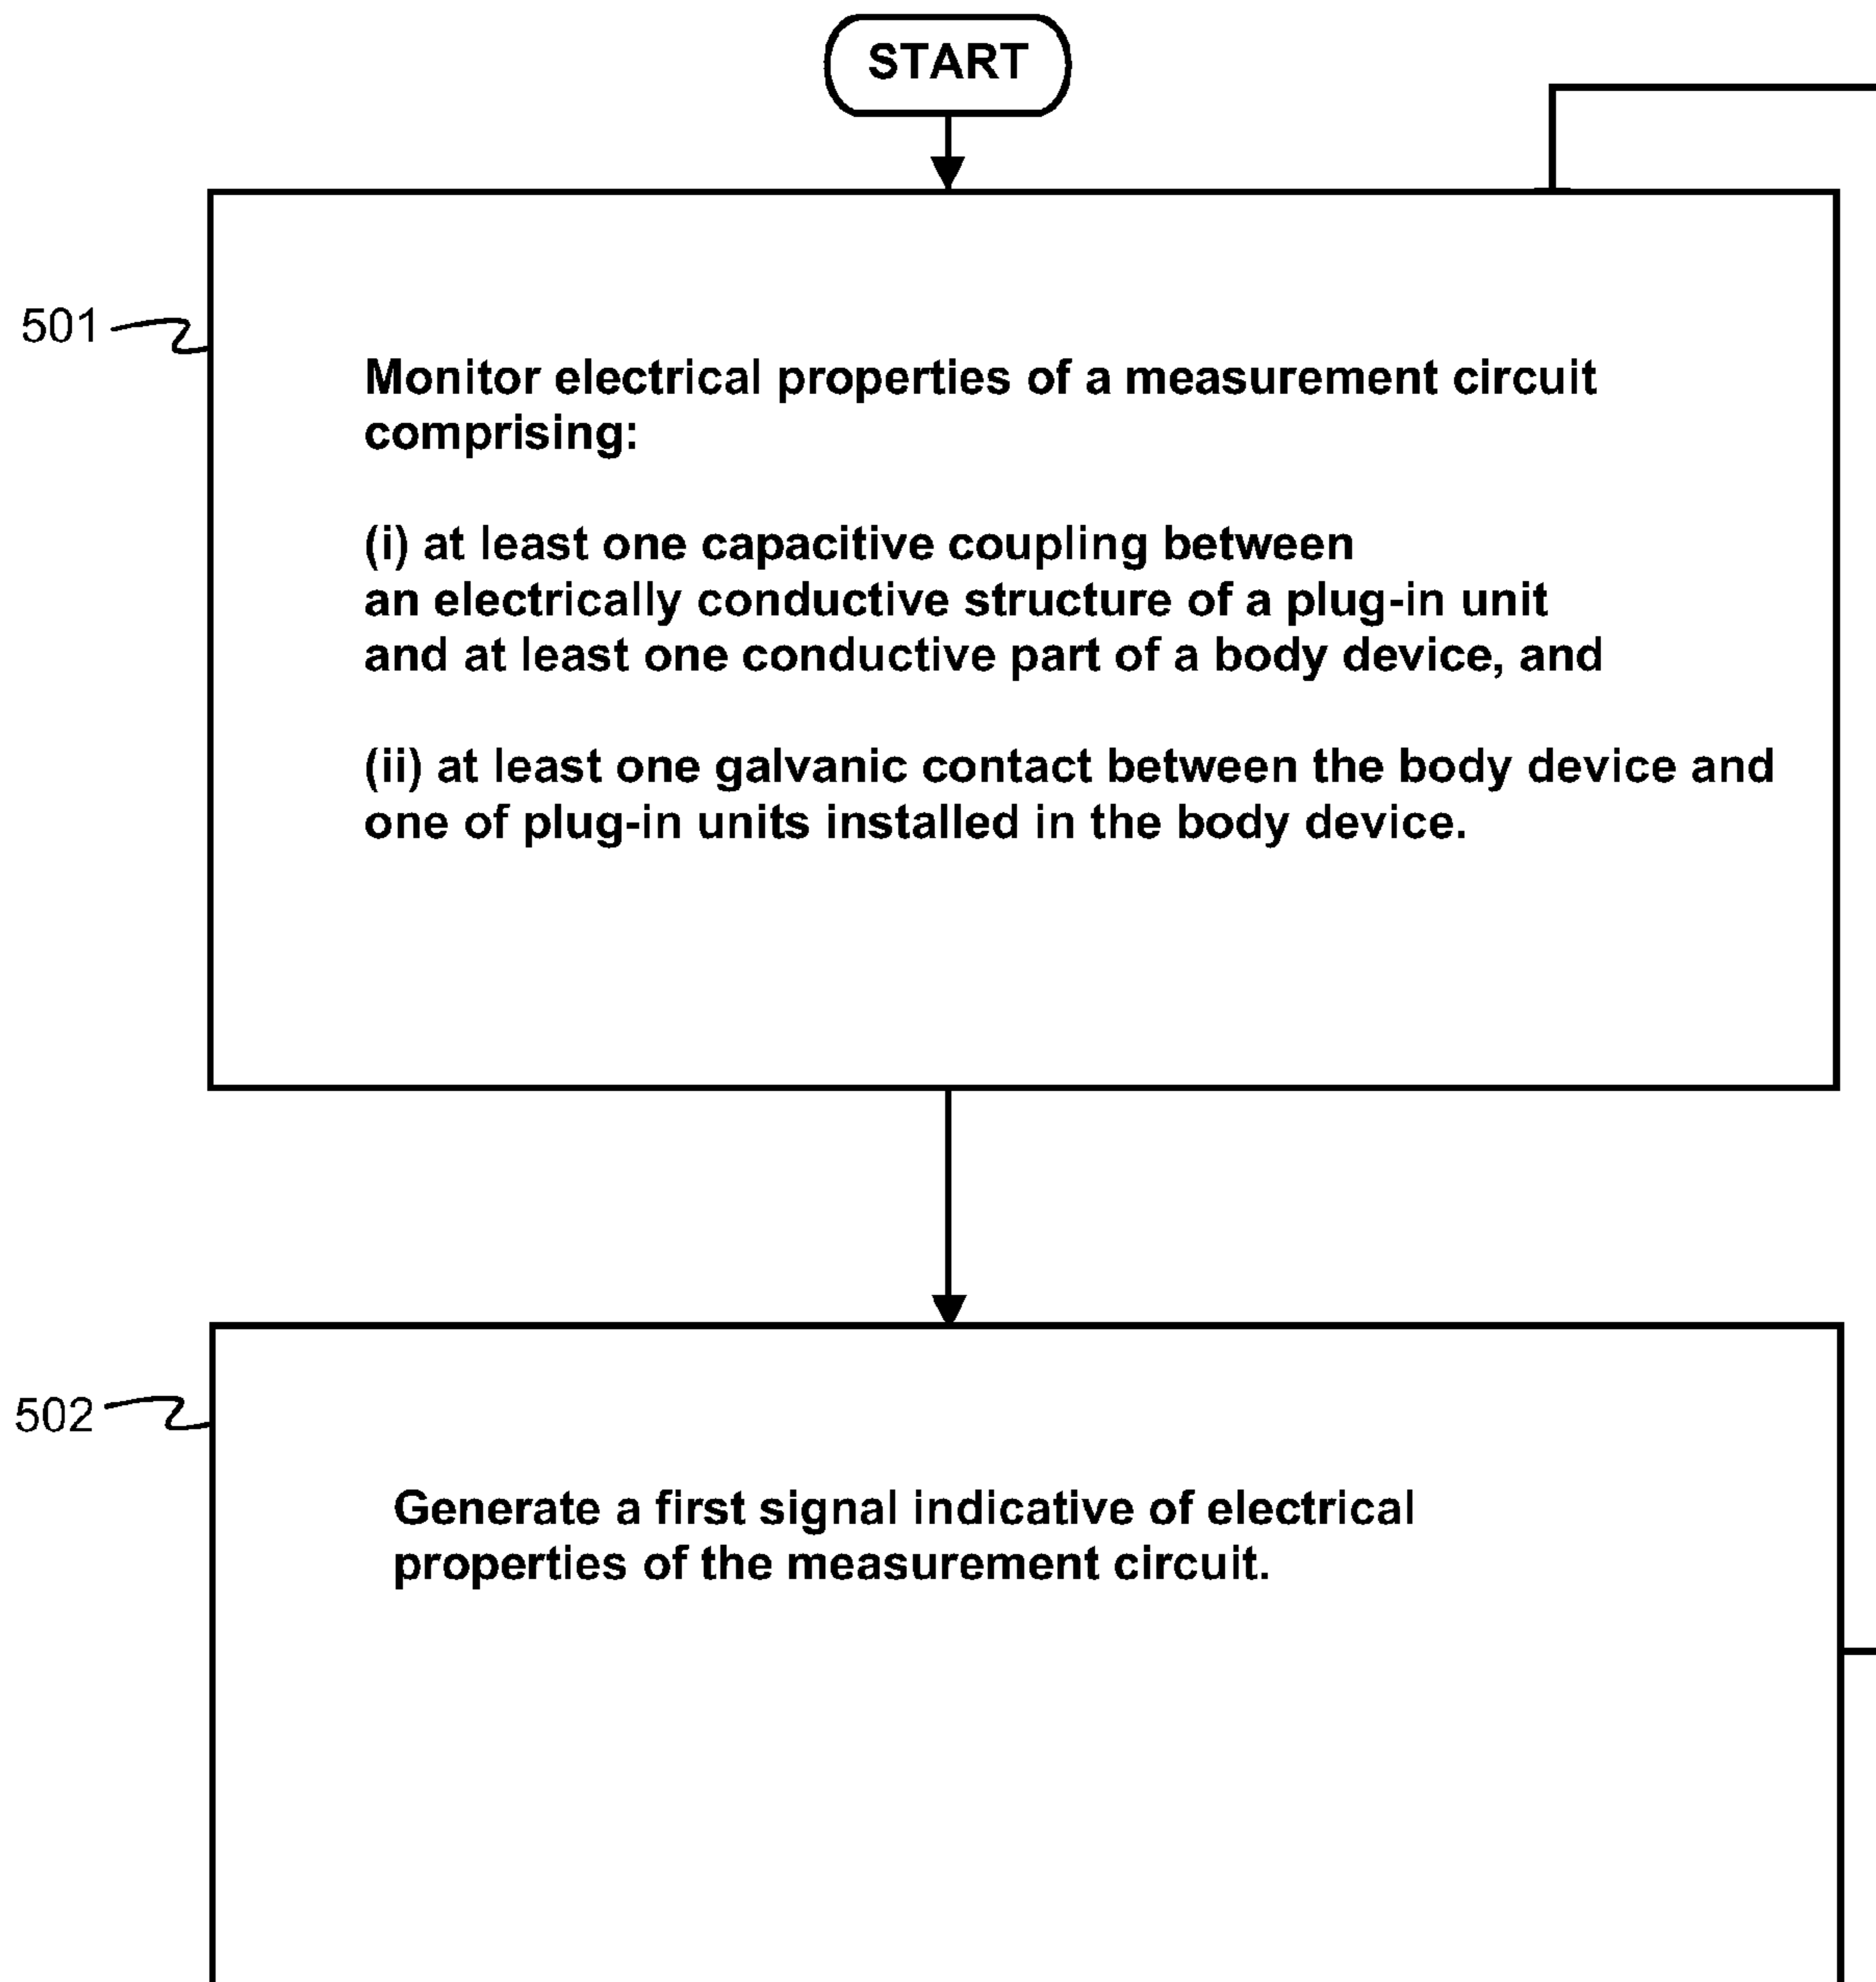 START
501
Monitor electrical properties of a measurement circuit
comprising:
(i) at least one capacitive coupling between
an electrically conductive structure of a plug-in unit
and at least one conductive part of a body device, and
(ii) at least one galvanic contact between the body device and
one of plug-in units installed in the body device.
502
Generate a first signal indicative of electrical
properties of the measurement circuit.